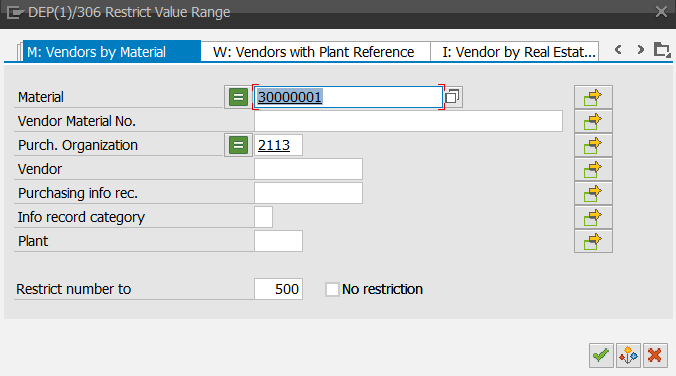 DEP(1)/306 Restrict Value Range
M: Vendors by Material W: Vendors with Plant Reference I: Vendor by Real Estat...
Material 30000001
Vendor Material No.
Purch. Organization 2113
Vendor
Purchasing info rec.
Info record category
Plant
Restrict number to 500 No restriction